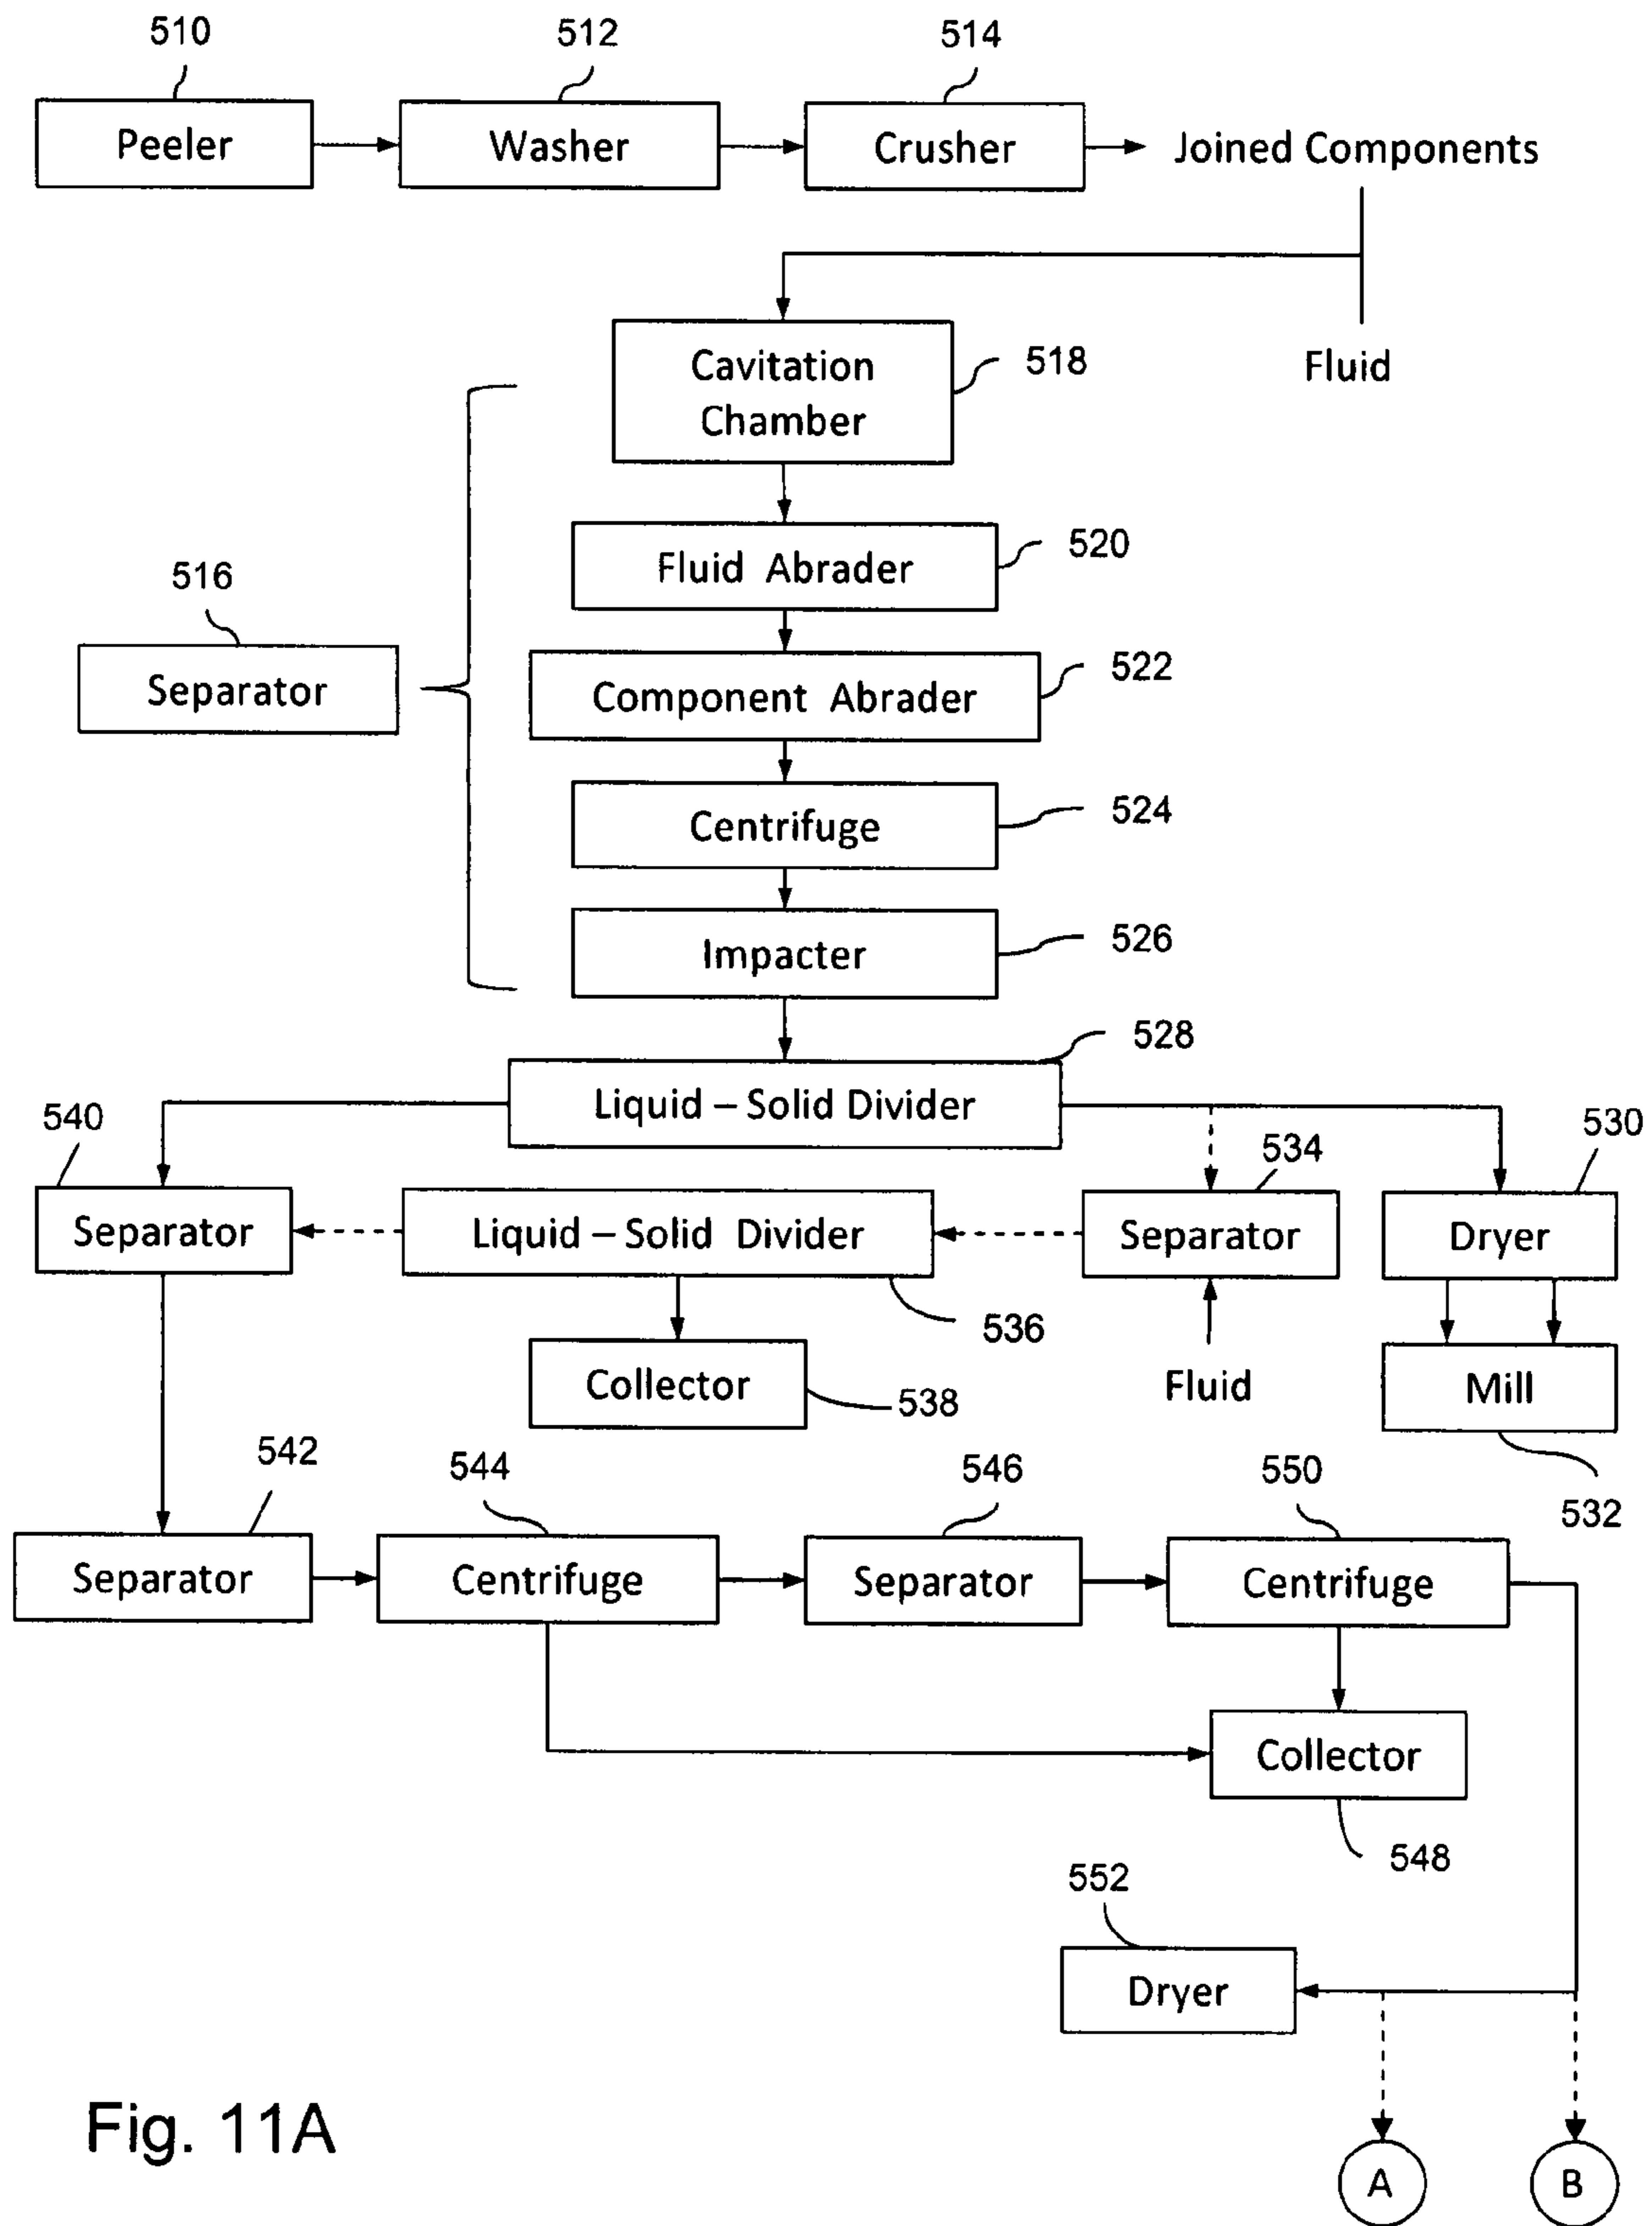 510
512
514
Peeler
Washer
Crusher
Joined Components
Cavitation
Chamber
518
Fluid
Fluid Abrader
520
516
Separator
Component Abrader
522
Centrifuge
524
Impacter
526
528
Liquid – Solid Divider
540
534
530
Separator
Liquid – Solid Divider
Separator
Dryer
536
Collector
538
Fluid
Mill
532
542
544
546
550
Separator
Centrifuge
Separator
Centrifuge
Collector
548
552
Dryer
Fig. 11A
A
B